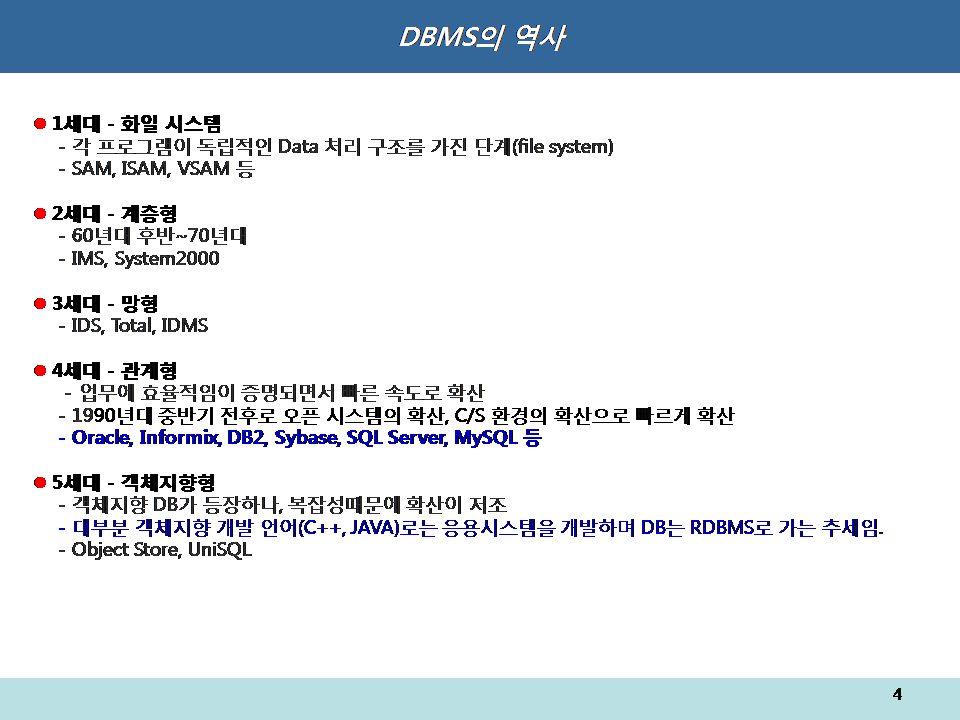 DBMS의 역사
● 1세대 - 화일 시스템
- 각 프로그램이 독립적인 Data 처리 구조를 가진 단계(file system)
- SAM, ISAM, VSAM 등
● 2세대 - 계층형
- 60년대 후반~70년대
- IMS, System2000
● 3세대 - 망형
- IDS, Total, IDMS
● 4세대 - 관계형
- 업무에 효율적임이 증명되면서 빠른 속도로 확산
- 1990년대 중반기 전후로 오픈 시스템의 확산, C/S 환경의 확산으로 빠르게 확산
- Oracle, Informix, DB2, Sybase, SQL Server, MySQL 등
● 5세대 - 객체지향형
- 객체지향 DB가 등장하나, 복잡성때문에 확산이 저조
- 대부분 객체지향 개발 언어(C++, JAVA)로는 응용시스템을 개발하며 DB는 RDBMS로 가는 추세임.
- Object Store, UniSQL
4